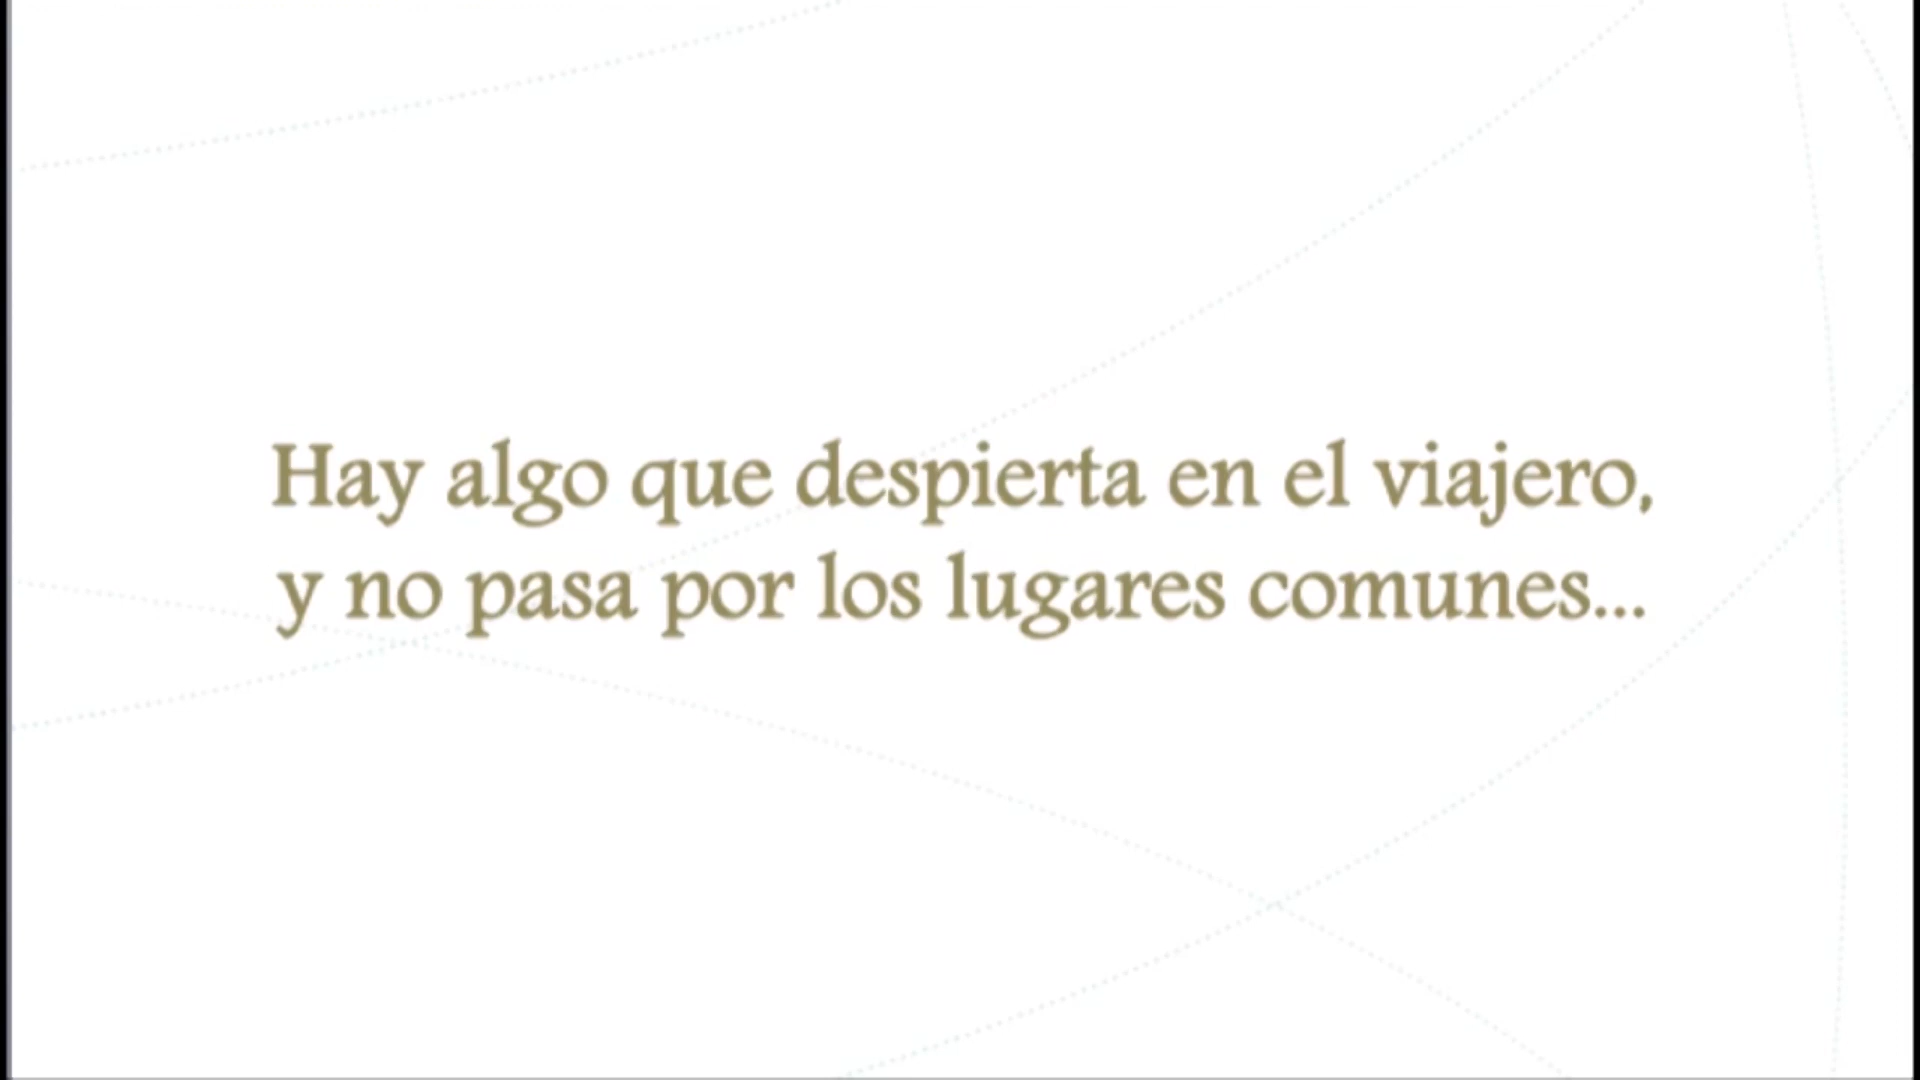 Hay algo que despierta en el viajero,
y no pasa por los lugares comunes...